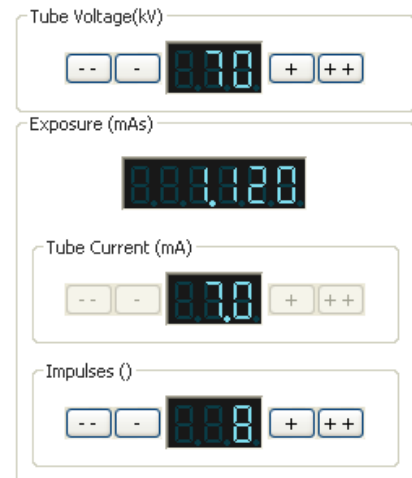 Tube Voltage(kV)
-- - 70 + ++
Exposure (mAs)
1.120
Tube Current (mA)
-- - 7.0 + ++
Impulses ()
-- - 8 + ++